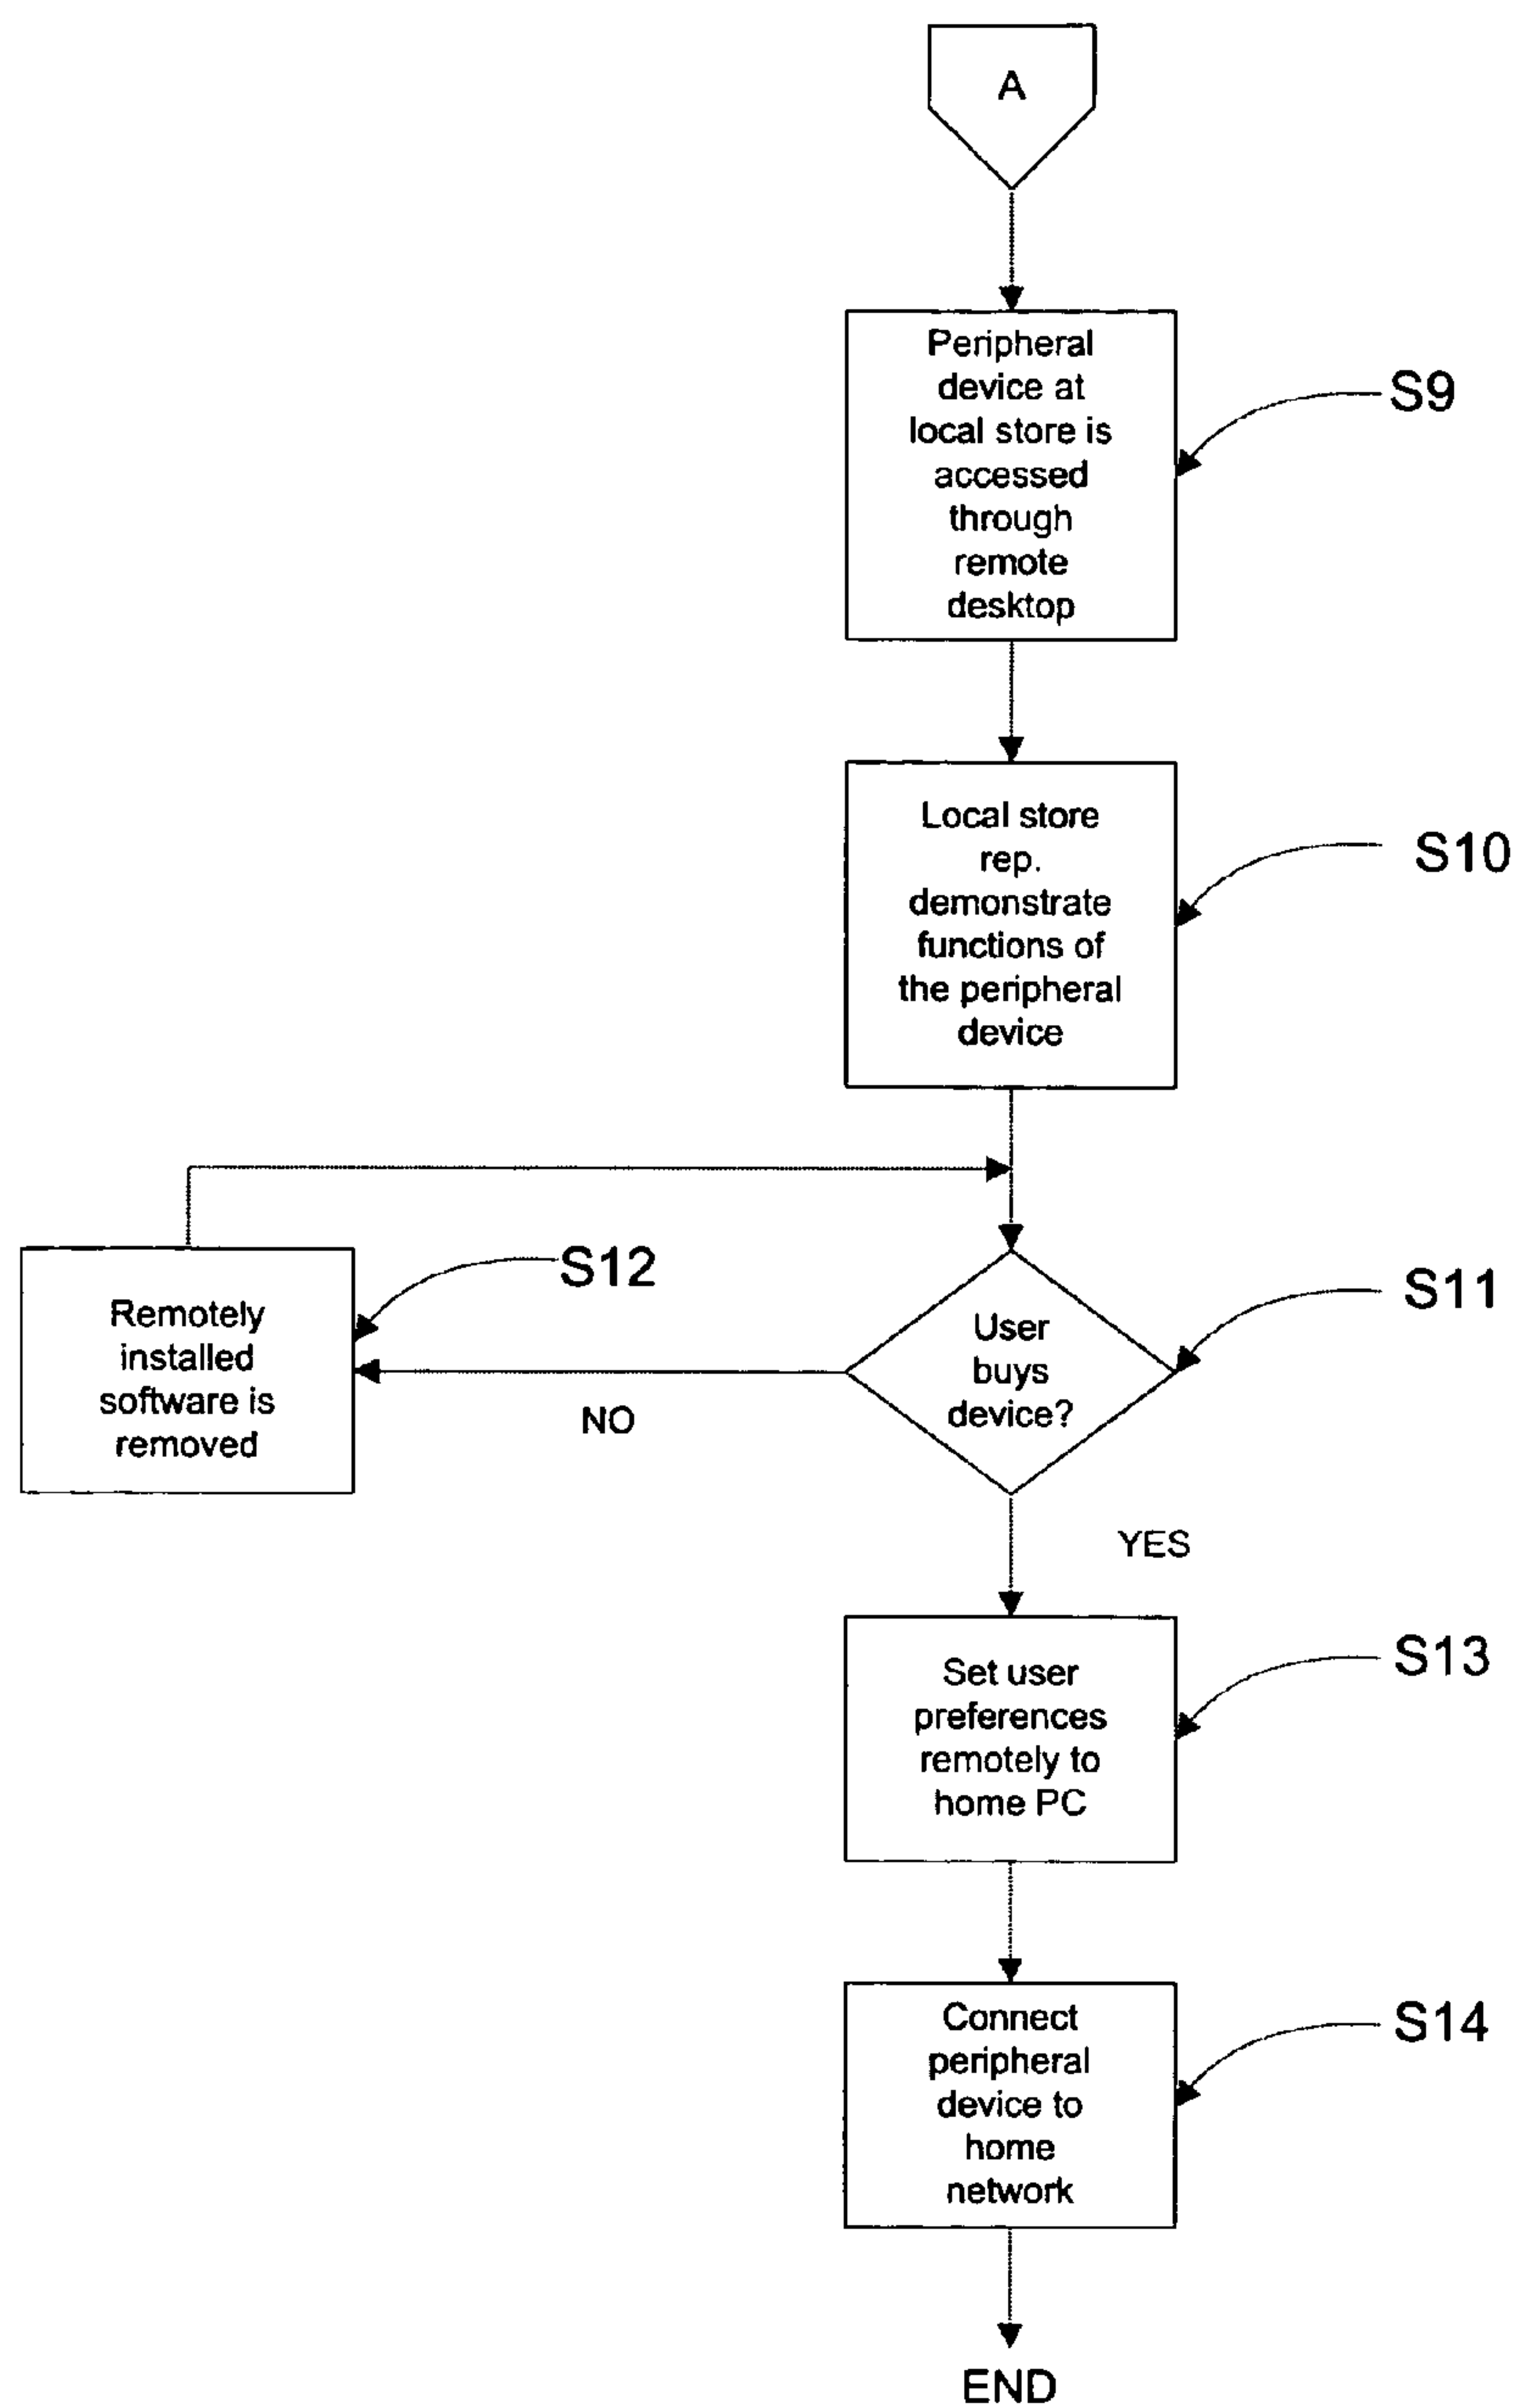 A
Peripheral
device at
local store is
accessed
through
remote
desktop
S9
Local store
rep.
demonstrate
functions of
the peripheral
device
S10
Remotely
installed
software is
removed
S12
User
buys
device?
S11
NO
YES
Set user
preferences
remotely to
home PC
S13
Connect
peripheral
device to
home
network
S14
END